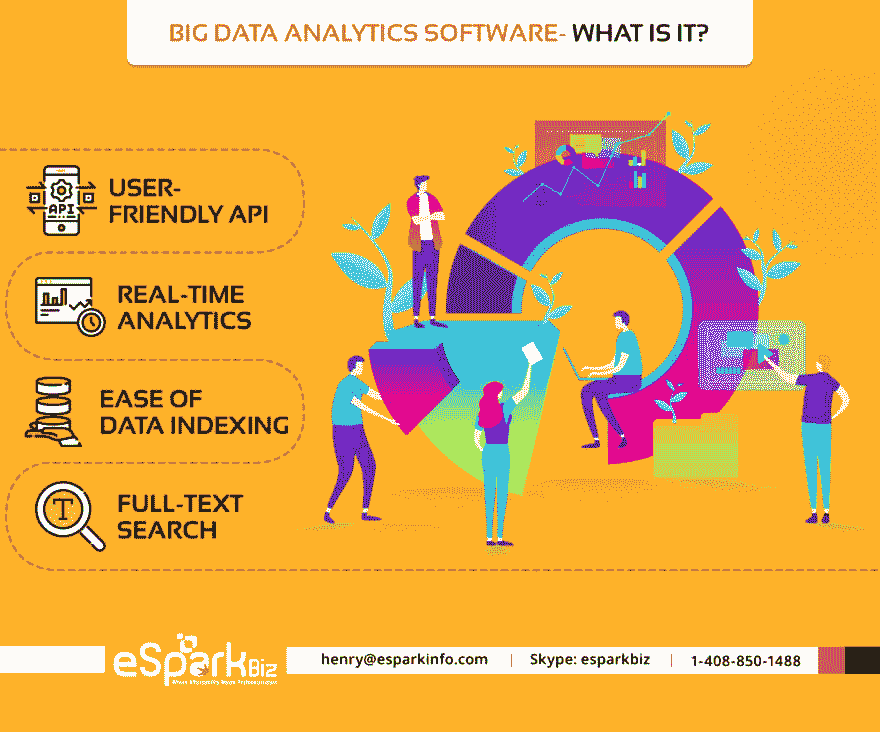 BIG DATA ANALYTICS SOFTWARE- WHAT IS IT?
API
USER-
FRIENDLY API
REAL-TIME
ANALYTICS
EASE OF
DATA INDEXING
T
FULL-TEXT
SEARCH
eSparkBiz
henry@esparkinfo.com | Skype: esparkbiz | 1-408-850-1488